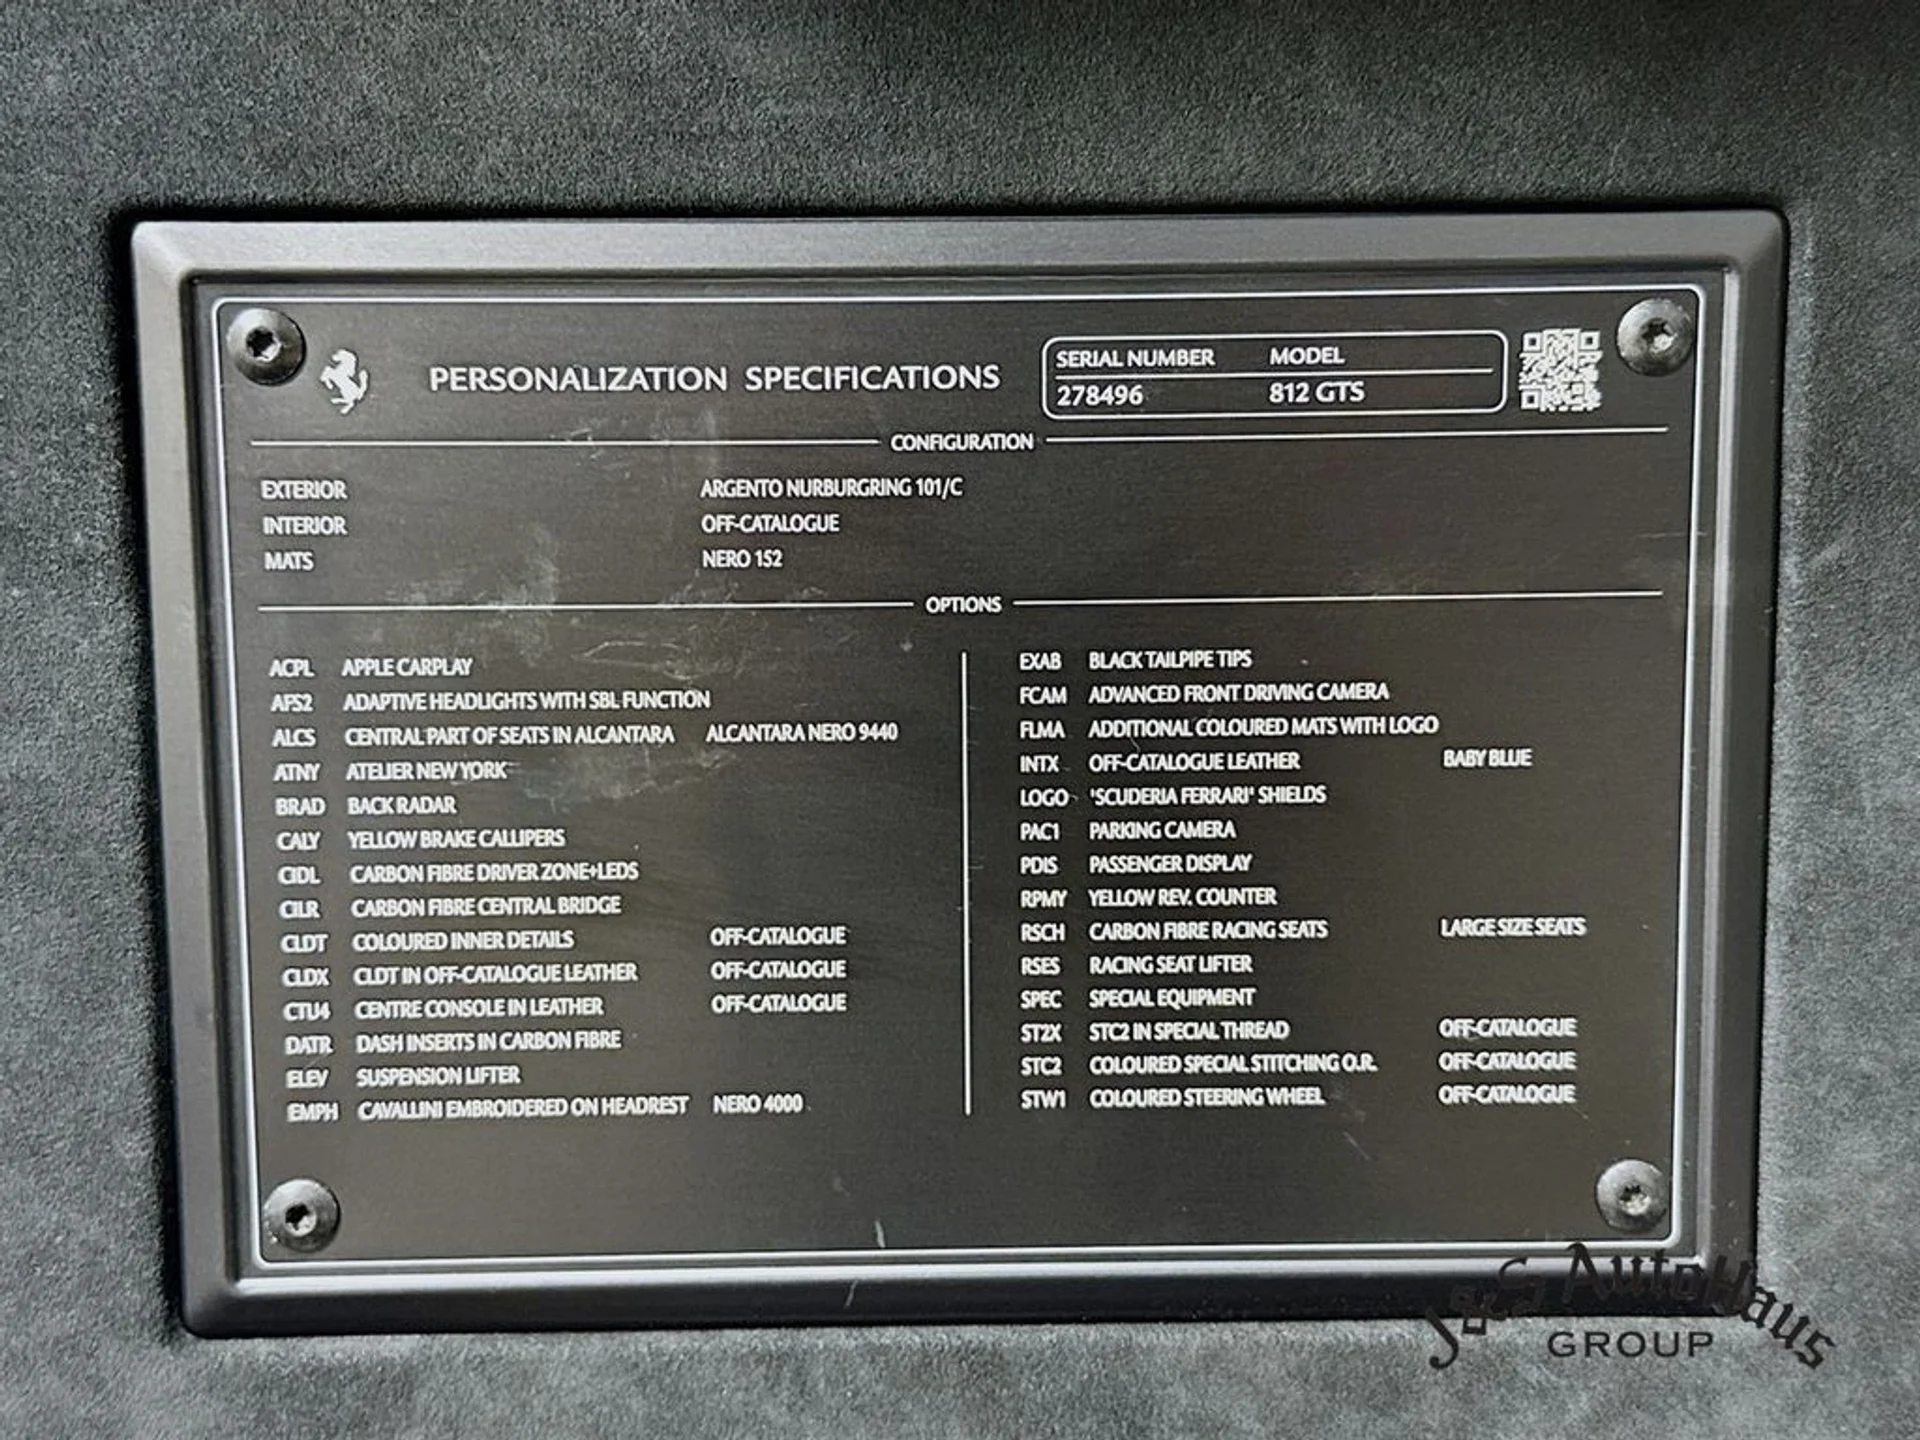 PERSONALIZATION SPECIFICATIONS
SERIAL NUMBER MODEL
278496 812 GTS
CONFIGURATION
EXTERIOR ARGENTO NURBURGRING 101/C
INTERIOR OFF-CATALOGUE
MATS NERO 152
OPTIONS
ACPL APPLE CARPLAY
AFS2 ADAPTIVE HEADLIGHTS WITH SBL FUNCTION
ALCS CENTRAL PART OF SEATS IN ALCANTARA ALCANTARA NERO 9440
ATNY ATELIER NEW YORK
BRAD BACK RADAR
CALY YELLOW BRAKE CALLIPERS
CIDL CARBON FIBRE DRIVER ZONE+LEDS
CILR CARBON FIBRE CENTRAL BRIDGE
CLDT COLOURED INNER DETAILS OFF-CATALOGUE
CLDX CLDT IN OFF-CATALOGUE LEATHER OFF-CATALOGUE
CTU4 CENTRE CONSOLE IN LEATHER OFF-CATALOGUE
DATR DASH INSERTS IN CARBON FIBRE
ELEV SUSPENSION LIFTER
EMPH CAVALLINI EMBROIDERED ON HEADREST NERO 4000
EXAB BLACK TAILPIPE TIPS
FCAM ADVANCED FRONT DRIVING CAMERA
FLMA ADDITIONAL COLOURED MATS WITH LOGO
INTX OFF-CATALOGUE LEATHER BABY BLUE
LOGO 'SCUDERIA FERRARI' SHIELDS
PAC1 PARKING CAMERA
PDIS PASSENGER DISPLAY
RPMY YELLOW REV. COUNTER
RSCH CARBON FIBRE RACING SEATS LARGE SIZE SEATS
RSES RACING SEAT LIFTER
SPEC SPECIAL EQUIPMENT
ST2X STC2 IN SPECIAL THREAD OFF-CATALOGUE
STC2 COLOURED SPECIAL STITCHING O.R. OFF-CATALOGUE
STW1 COLOURED STEERING WHEEL OFF-CATALOGUE
J&S AutoHaus
GROUP